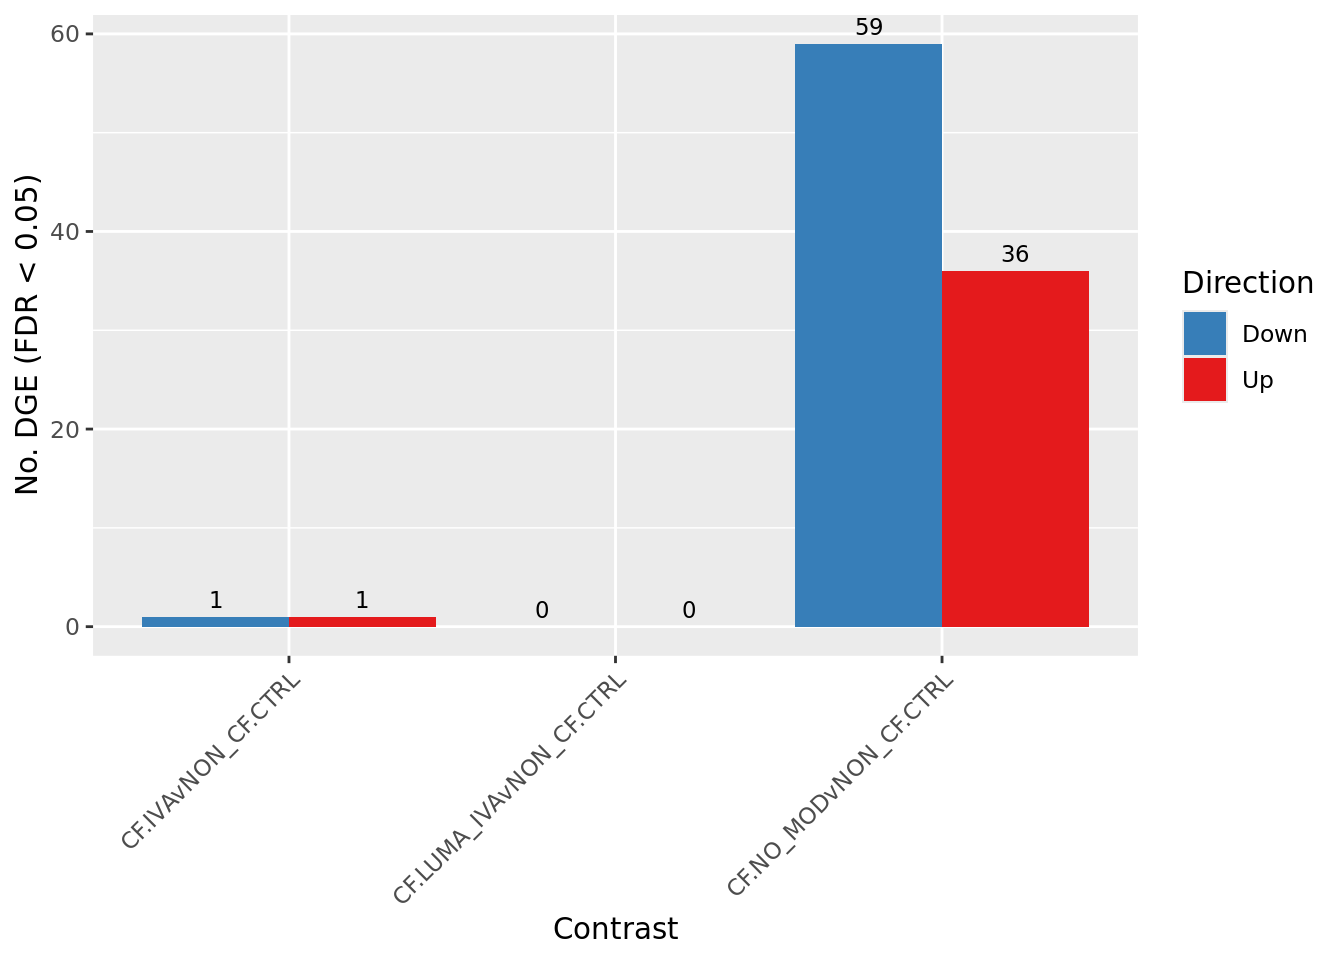 No. DGE (FDR < 0.05)
60
40
20
0
59
36
1
1
0
0
CF.IVAvNON_CF.CTRL
CF.LUMA_IVAvNON_CF.CTRL
CF.NO_MODvNON_CF.CTRL
Contrast
Direction
Down
Up